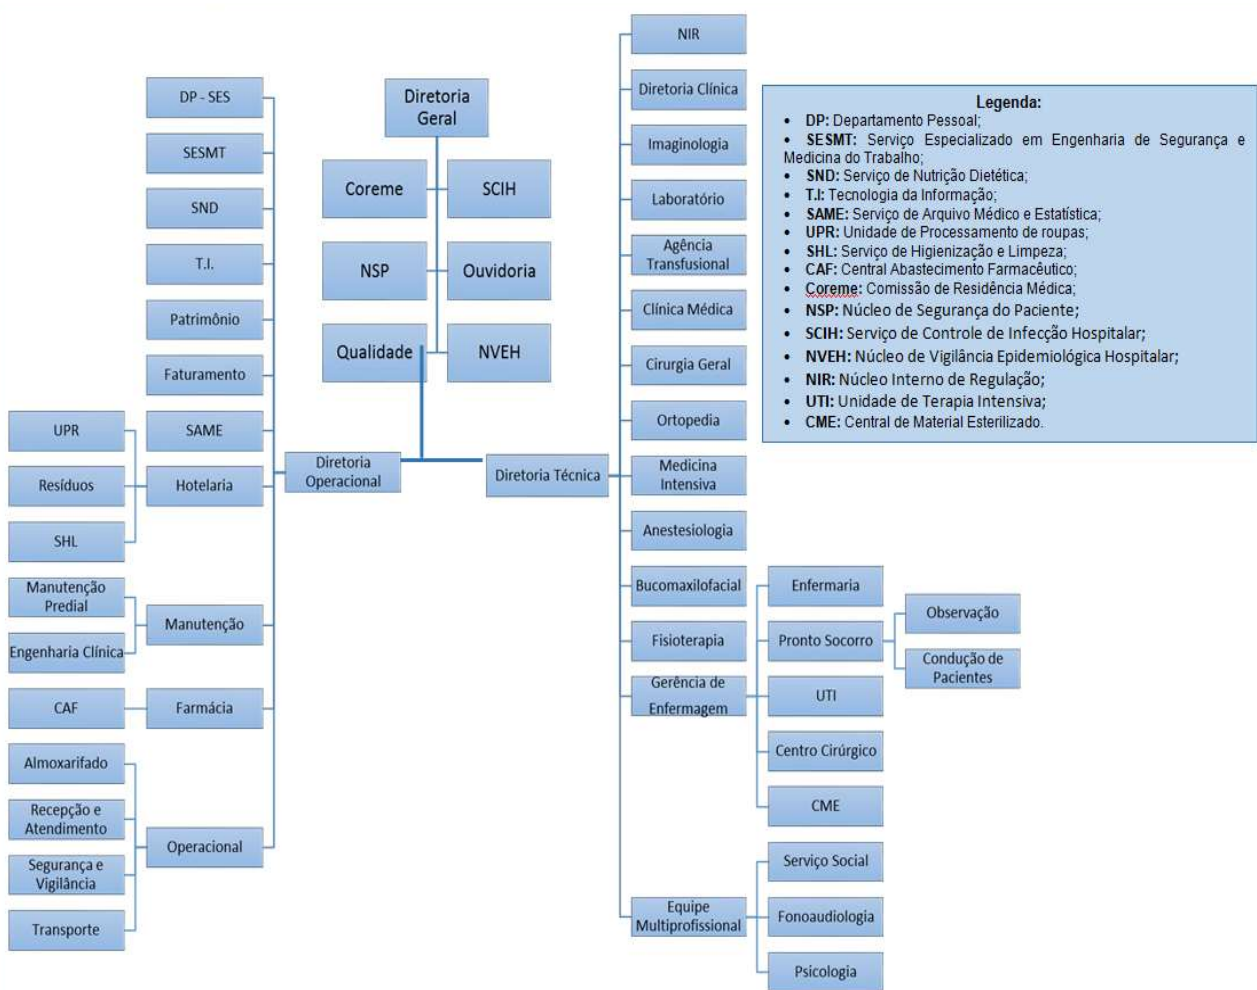 Diretoria
Geral
Coreme
SCIH
NSP
Ouvidoria
Qualidade
NVEH
Diretoria
Operacional
Diretoria Técnica
DP - SES
SESMT
SND
T.I.
Patrimônio
Faturamento
SAME
Hotelaria
UPR
Resíduos
SHL
Manutenção
Manutenção
Predial
Engenharia Clínica
Farmácia
CAF
Operacional
Almoxarifado
Recepção e
Atendimento
Segurança e
Vigilância
Transporte
NIR
Diretoria Clínica
Imaginologia
Laboratório
Agência
Transfusional
Clínica Médica
Cirurgia Geral
Ortopedia
Medicina
Intensiva
Anestesiologia
Bucomaxilofacial
Fisioterapia
Gerência de
Enfermagem
Enfermaria
Pronto Socorro
Observação
Condução de
Pacientes
UTI
Centro Cirúrgico
CME
Equipe
Multiprofissional
Serviço Social
Fonoaudiologia
Psicologia
Legenda:
• DP: Departamento Pessoal;
• SESMT: Serviço Especializado em Engenharia de Segurança e
Medicina do Trabalho;
• SND: Serviço de Nutrição Dietética;
• T.I: Tecnologia da Informação;
• SAME: Serviço de Arquivo Médico e Estatística;
• UPR: Unidade de Processamento de roupas;
• SHL: Serviço de Higienização e Limpeza;
• CAF: Central Abastecimento Farmacêutico;
• Coreme: Comissão de Residência Médica;
• NSP: Núcleo de Segurança do Paciente;
• SCIH: Serviço de Controle de Infecção Hospitalar;
• NVEH: Núcleo de Vigilância Epidemiológica Hospitalar;
• NIR: Núcleo Interno de Regulação;
• UTI: Unidade de Terapia Intensiva;
• CME: Central de Material Esterilizado.